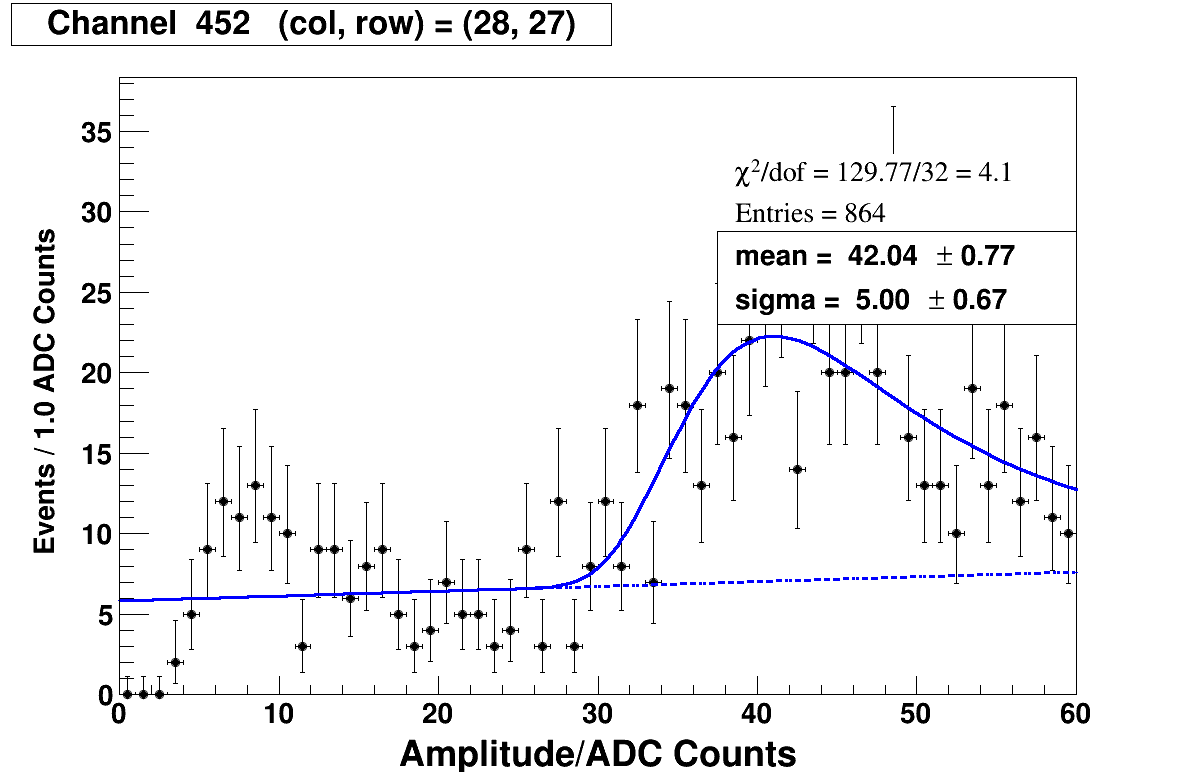 Channel 452 (col, row) = (28, 27)
χ²/dof = 129.77/32 = 4.1
Entries = 864
mean = 42.04 ± 0.77
sigma = 5.00 ± 0.67
Events / 1.0 ADC Counts
35
30
25
20
15
10
5
0
0 10 20 30 40 50 60
Amplitude/ADC Counts